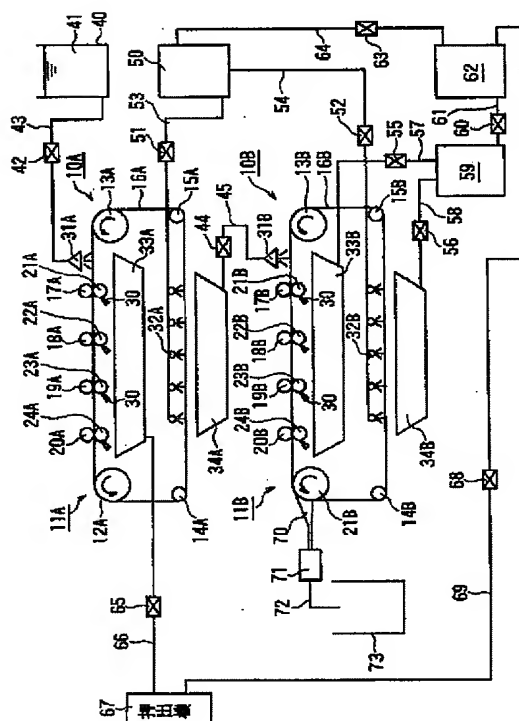 41
40
43
42
10A
13A
16A
31A
33A
21A
17A
22A
18A
30
23A
19A
30
24A
20A
32A
15A
12A
11A
14A
34A
44
45
50
53
51
54
64
63
52
62
61
60
59
57
55
58
56
10B
13B
16B
31B
33B
21B
17B
22B
18B
30
23B
19B
30
24B
20B
32B
15B
11B
21B
14B
34B
70
71
72
73
65
66
67
押出機
68
69